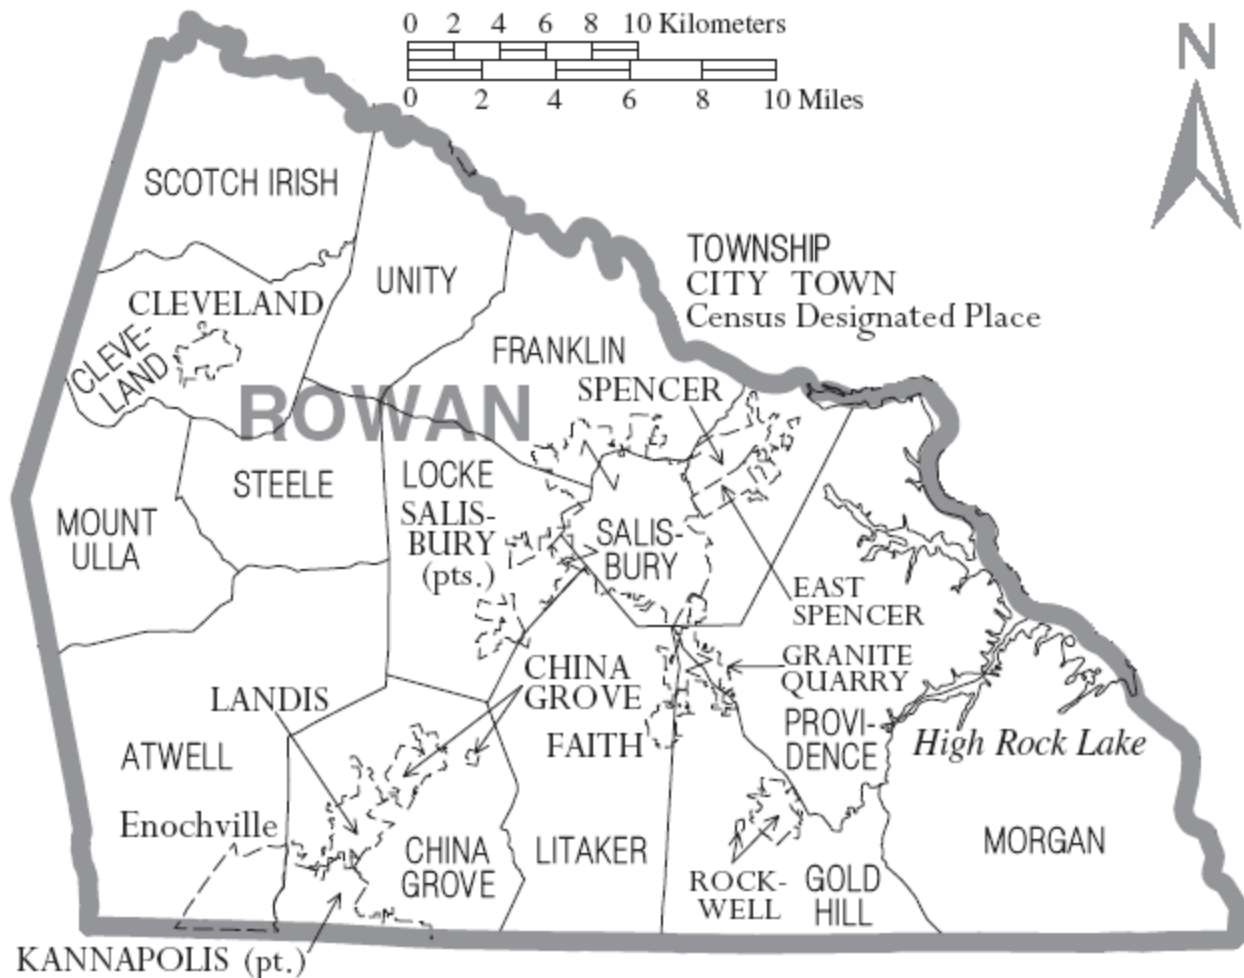 0 2 4 6 8 10 Kilometers
0 2 4 6 8 10 Miles
N
SCOTCH IRISH
TOWNSHIP
CITY TOWN
Census Designated Place
UNITY
CLEVELAND
CLEVE-
LAND
FRANKLIN
SPENCER
ROWAN
LOCKE
STEELE
SALIS-
BURY
(pts.)
MOUNT
ULLA
SALIS-
BURY
EAST
SPENCER
GRANITE
QUARRY
CHINA
GROVE
LANDIS
FAITH
PROVI-
DENCE
High Rock Lake
ATWELL
Enochville
CHINA
GROVE
LITAKER
MORGAN
ROCK-
WELL
GOLD
HILL
KANNAPOLIS (pt.)